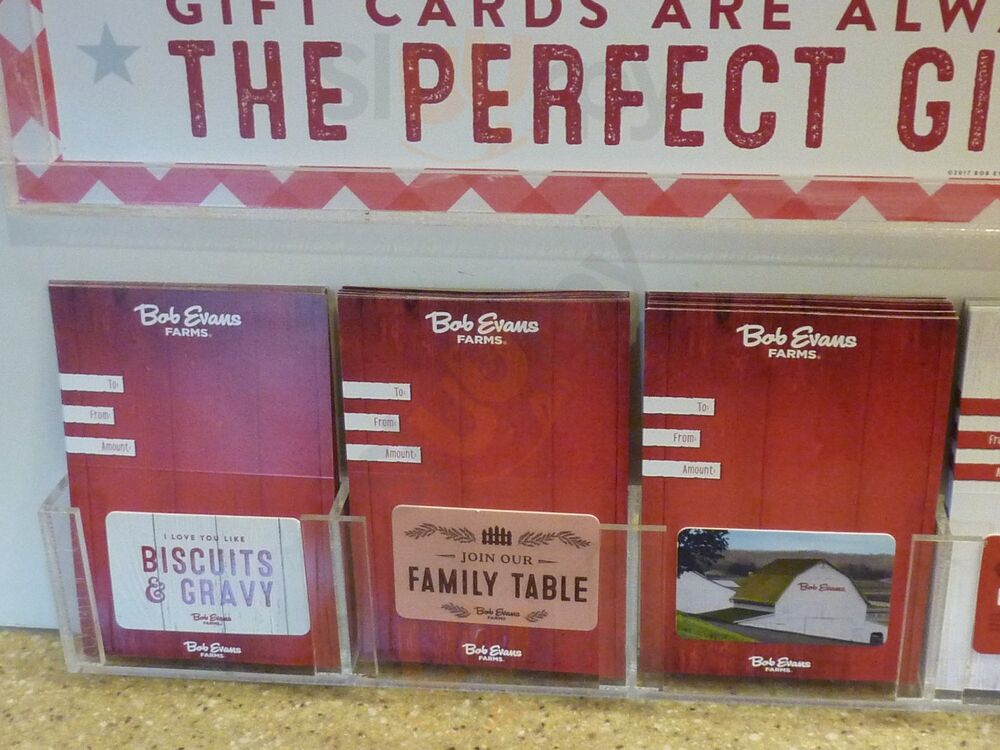 GIFT CARDS ARE ALW
THE PERFECT GI
©2017 BOB EV
Bob Evans
FARMS
To:
From:
Amount:
I LOVE YOU LIKE
BISCUITS
& GRAVY
Bob Evans
FARMS
Bob Evans
FARMS
Bob Evans
FARMS
To:
From:
Amount:
JOIN OUR
FAMILY TABLE
Bob Evans
FARMS
Bob Evans
FARMS
Bob Evans
FARMS
To:
From:
Amount:
Bob Evans
Bob Evans
FARMS